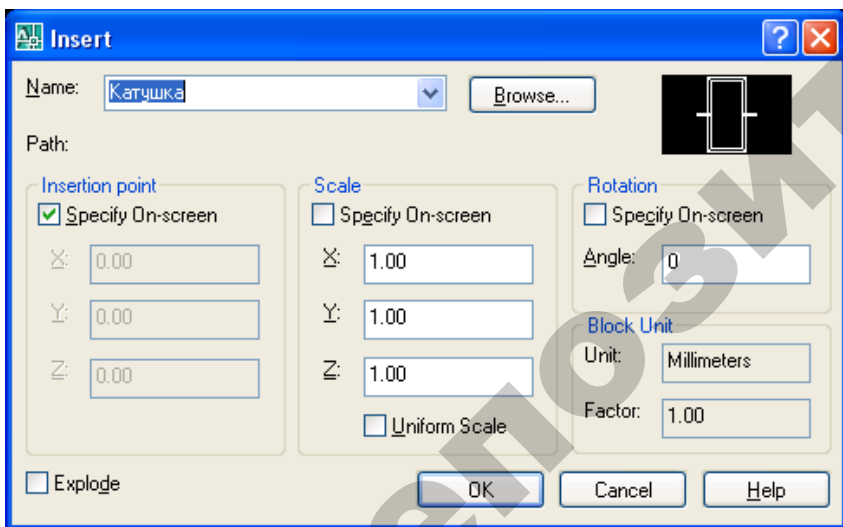 Insert
Name: Катушка Browse...
Path:
Insertion point
Specify On-screen
X: 0.00
Y: 0.00
Z: 0.00
Scale
Specify On-screen
X: 1.00
Y: 1.00
Z: 1.00
Uniform Scale
Rotation
Specify On-screen
Angle: 0
Block Unit
Unit: Millimeters
Factor: 1.00
Explode
OK Cancel Help
епозит